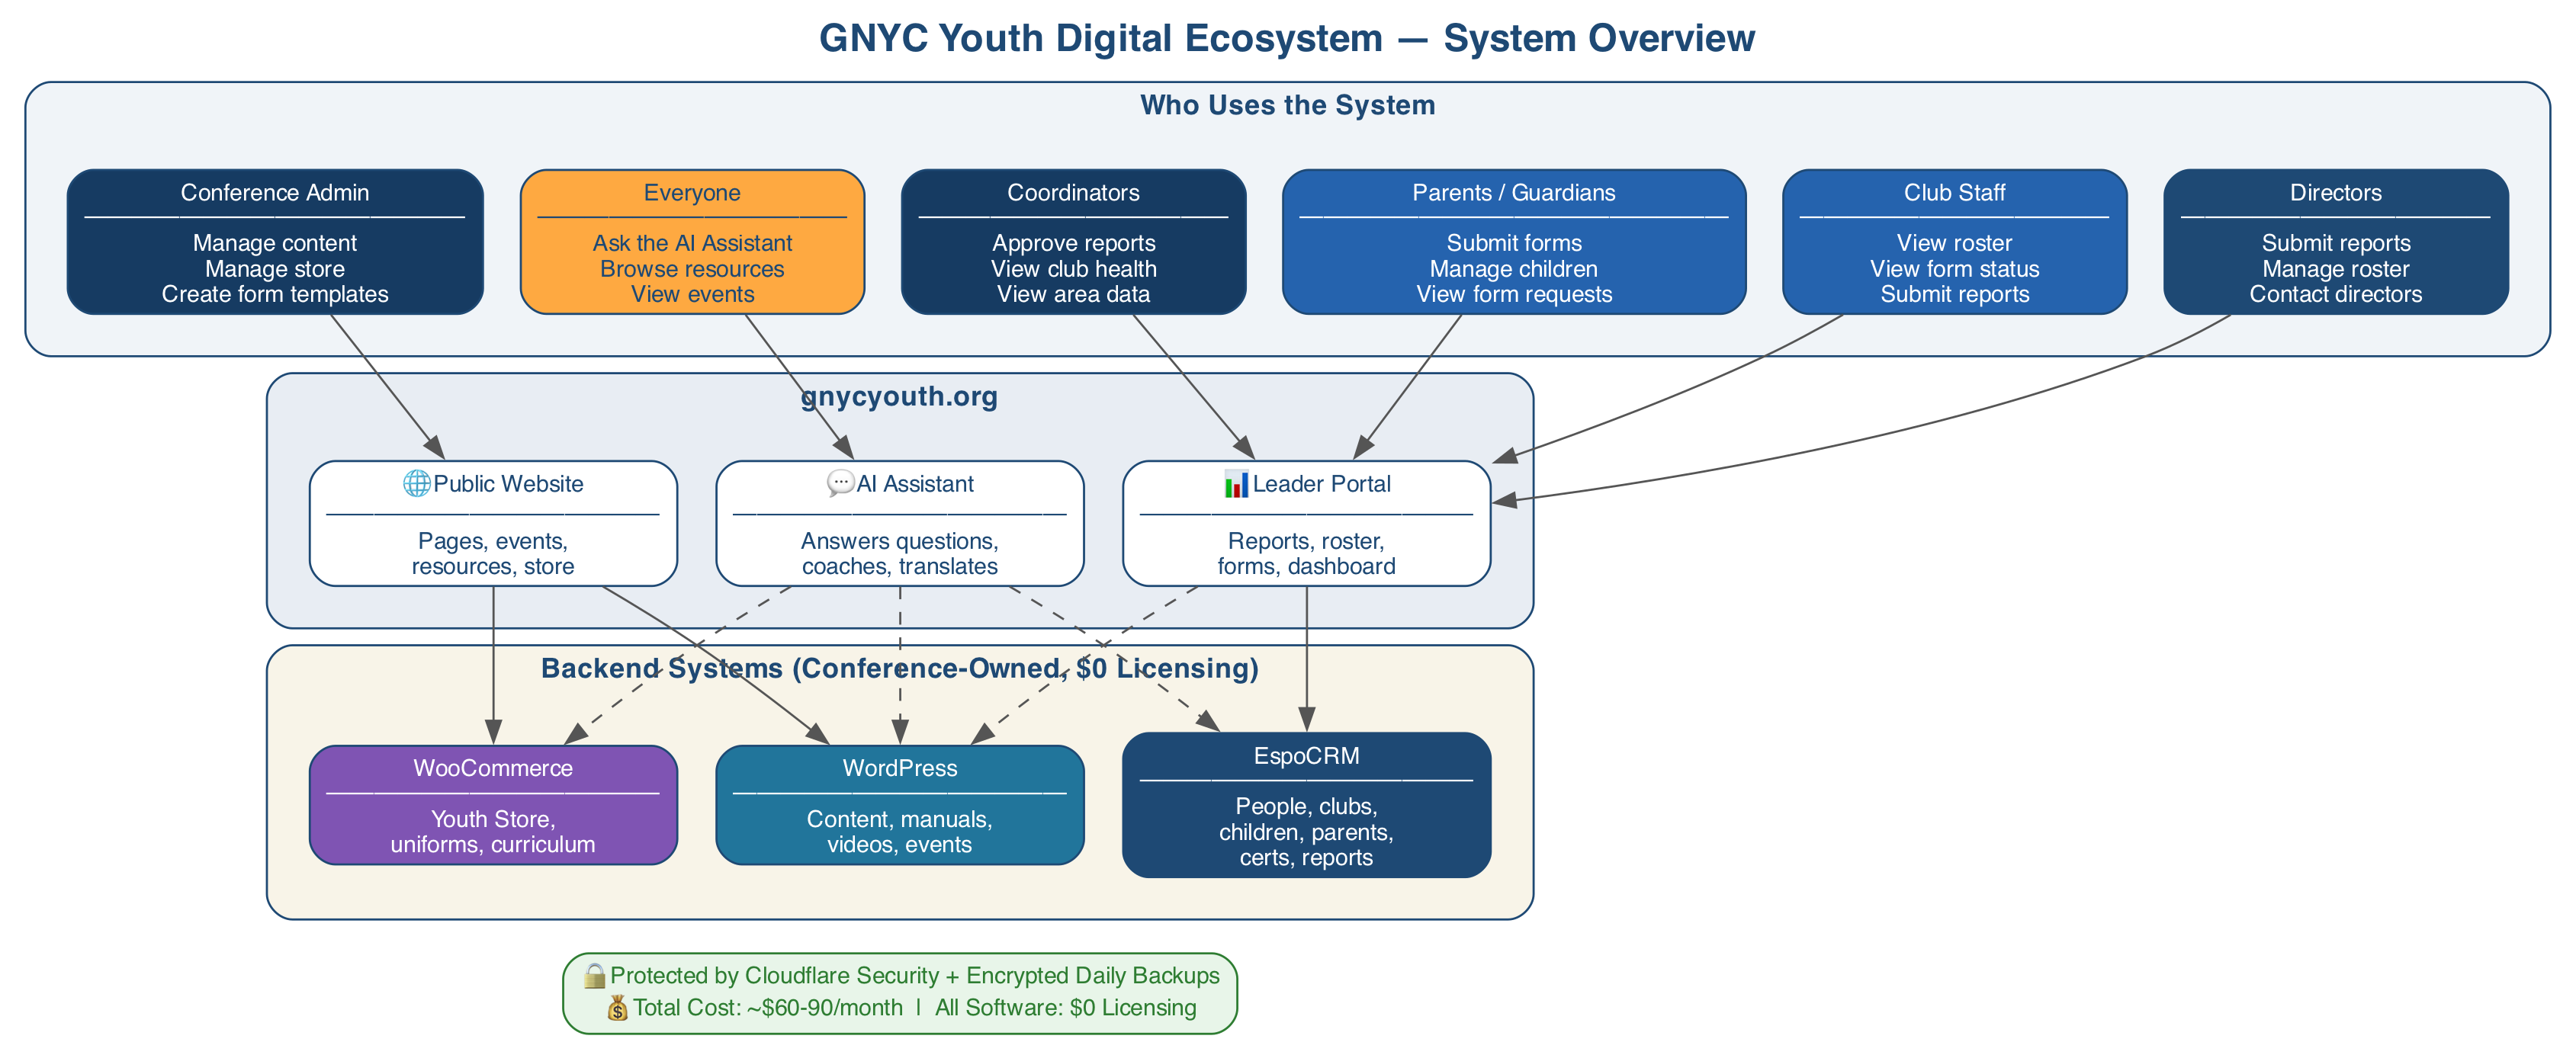 GNYC Youth Digital Ecosystem — System Overview
Who Uses the System
Conference Admin
Manage content
Manage store
Create form templates
Everyone
Ask the AI Assistant
Browse resources
View events
Coordinators
Approve reports
View club health
View area data
Parents / Guardians
Submit forms
Manage children
View form requests
Club Staff
View roster
View form status
Submit reports
Directors
Submit reports
Manage roster
Contact directors
gnycyouth.org
🌐Public Website
Pages, events,
resources, store
💬AI Assistant
Answers questions,
coaches, translates
📊Leader Portal
Reports, roster,
forms, dashboard
Backend Systems (Conference-Owned, $0 Licensing)
WooCommerce
Youth Store,
uniforms, curriculum
WordPress
Content, manuals,
videos, events
EspoCRM
People, clubs,
children, parents,
certs, reports
🔒Protected by Cloudflare Security + Encrypted Daily Backups
💰Total Cost: ~$60-90/month | All Software: $0 Licensing